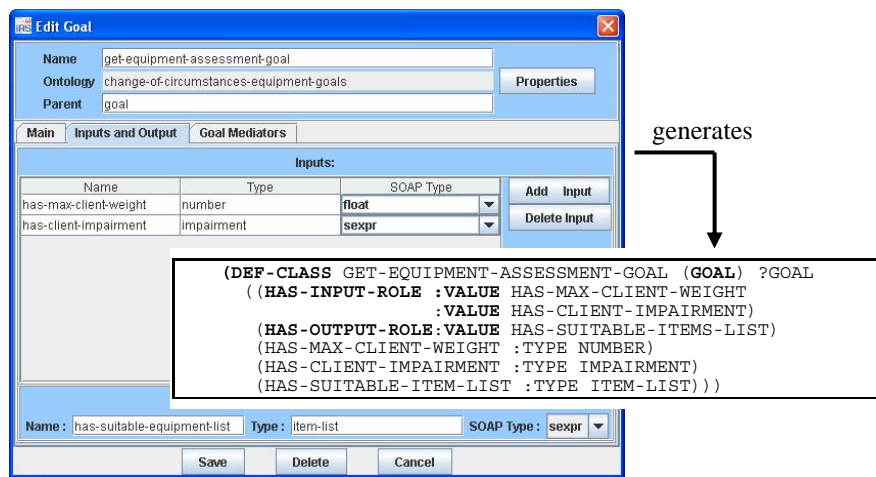 IRS Edit Goal
Name get-equipment-assessment-goal
Ontology change-of-circumstances-equipment-goals
Properties
Parent goal
Main Inputs and Output Goal Mediators
generates
Inputs:
Name Type SOAP Type
Add Input
has-max-client-weight number float
Delete Input
has-client-impairment impairment sexpr
(DEF-CLASS GET-EQUIPMENT-ASSESSMENT-GOAL (GOAL) ?GOAL
((HAS-INPUT-ROLE :VALUE HAS-MAX-CLIENT-WEIGHT
:VALUE HAS-CLIENT-IMPAIRMENT)
(HAS-OUTPUT-ROLE:VALUE HAS-SUITABLE-ITEMS-LIST)
(HAS-MAX-CLIENT-WEIGHT :TYPE NUMBER)
(HAS-CLIENT-IMPAIRMENT :TYPE IMPAIRMENT)
(HAS-SUITABLE-ITEM-LIST :TYPE ITEM-LIST)))
Name : has-suitable-equipment-list Type : item-list SOAP Type : sexpr
Save Delete Cancel